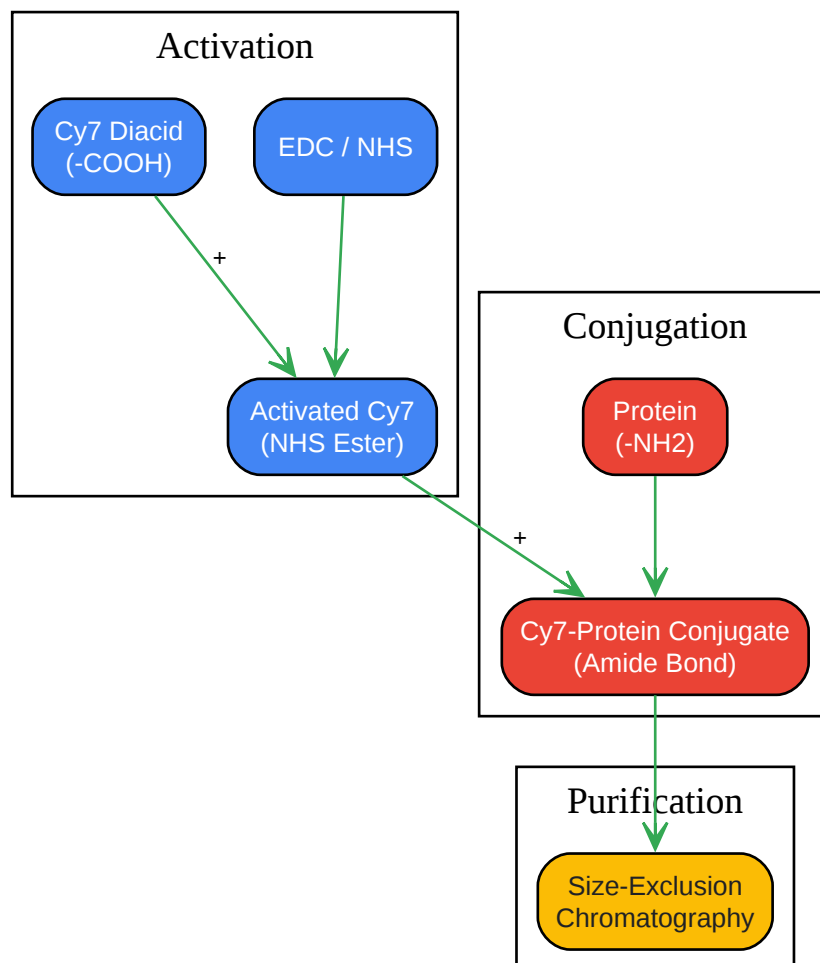 Activation
Cy7 Diacid
(-COOH)
EDC / NHS
+
Activated Cy7
(NHS Ester)
Conjugation
Protein
(-NH2)
+
Cy7-Protein Conjugate
(Amide Bond)
Purification
Size-Exclusion
Chromatography